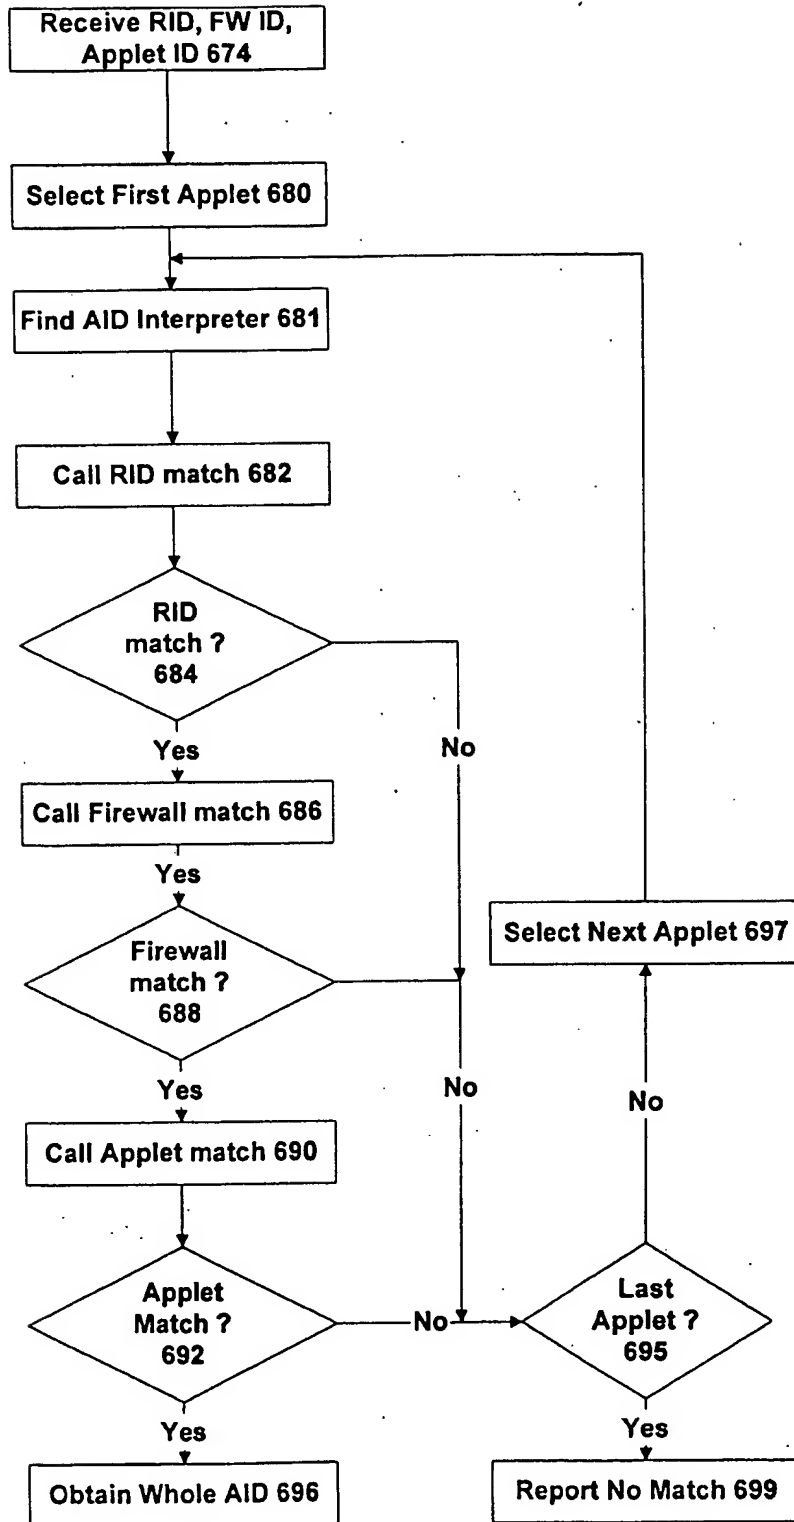 Receive RID, FW ID,
Applet ID 674
Select First Applet 680
Find AID Interpreter 681
Call RID match 682
RID
match ?
684
Yes
No
Call Firewall match 686
Yes
Firewall
match ?
688
Select Next Applet 697
Yes
No
No
Call Applet match 690
Applet
Match ?
692
No
Last
Applet ?
695
Yes
Yes
Obtain Whole AID 696
Report No Match 699